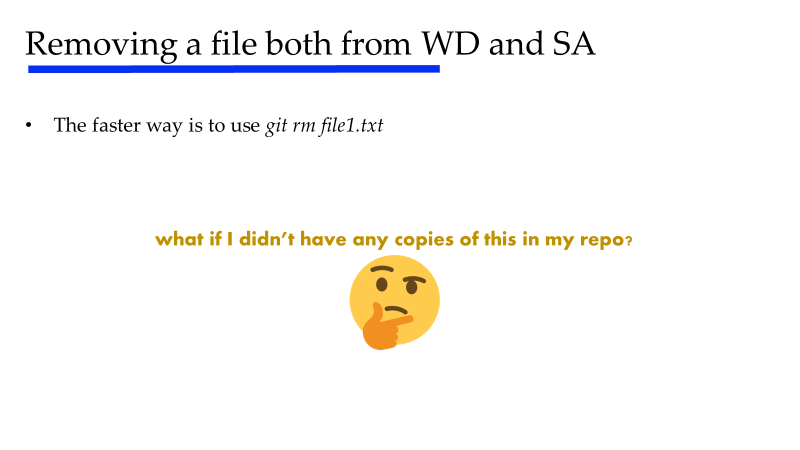 Removing a file both from WD and SA
• The faster way is to use git rm file1.txt
what if I didn’t have any copies of this in my repo?